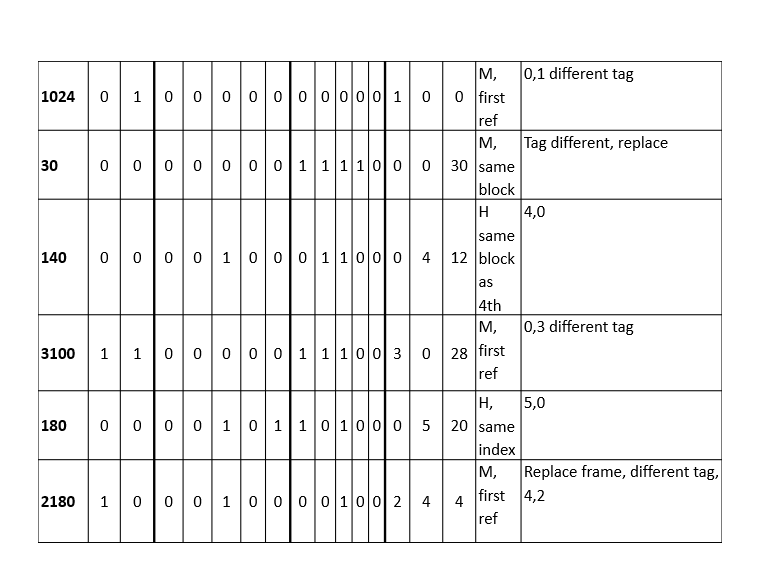 1024 0 1 0 0 0 0 0 0 0 0 0 0 1 0 0 M, first ref 0,1 different tag
30 0 0 0 0 0 0 0 1 1 1 1 0 0 0 30 M, same block Tag different, replace
140 0 0 0 0 1 0 0 0 1 1 0 0 0 4 12 H same block as 4th 4,0
3100 1 1 0 0 0 0 0 1 1 1 0 0 3 0 28 M, first ref 0,3 different tag
180 0 0 0 0 1 0 1 1 0 1 0 0 0 5 20 H, same index 5,0
2180 1 0 0 0 1 0 0 0 0 1 0 0 2 4 4 M, first ref Replace frame, different tag, 4,2